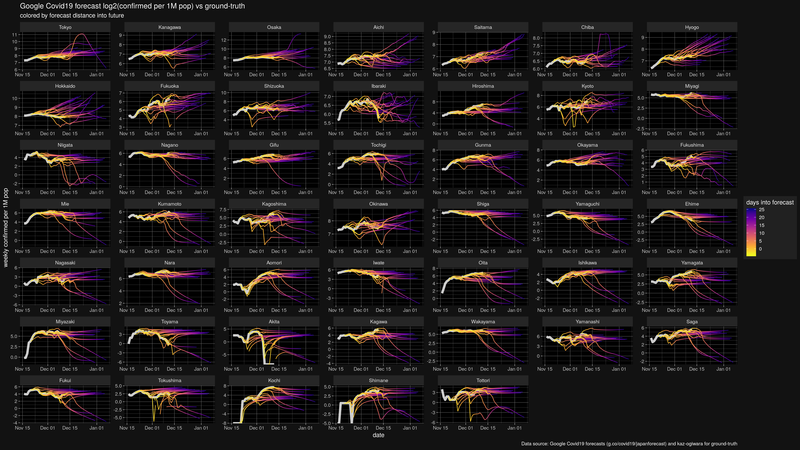 Google Covid19 forecast log2(confirmed per 1M pop) vs ground-truth
colored by forecast distance into future
Tokyo Kanagawa Osaka Aichi Saitama Chiba Hyogo
Hokkaido Fukuoka Shizuoka Ibaraki Hiroshima Kyoto Miyagi
Niigata Nagano Gifu Tochigi Gunma Okayama Fukushima
Mie Kumamoto Kagoshima Okinawa Shiga Yamaguchi Ehime
Nagasaki Nara Aomori Iwate Oita Ishikawa Yamagata
Miyazaki Toyama Akita Kagawa Wakayama Yamanashi Saga
Fukui Tokushima Kochi Shimane Tottori
Nov 15 Dec 01 Dec 15 Jan 01
weekly confirmed per 1M pop
date
days into forecast
25
20
15
10
5
0
Data source: Google Covid19 forecasts (g.co/covid19/japanforecast) and kaz ogiwara for ground-truth